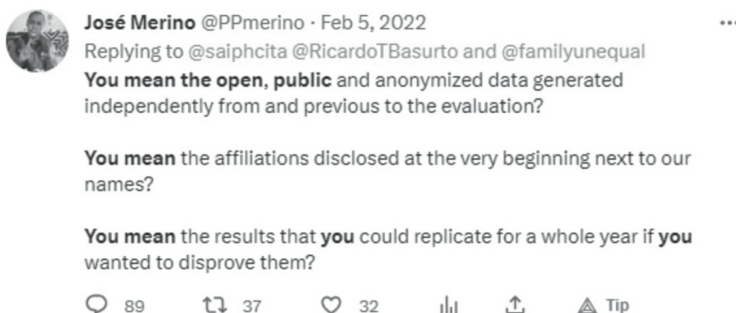 José Merino @PPmerino · Feb 5, 2022
Replying to @saiphcita @RicardoTBasurto and @familyunequal
You mean the open, public and anonymized data generated
independently from and previous to the evaluation?
You mean the affiliations disclosed at the very beginning next to our
names?
You mean the results that you could replicate for a whole year if you
wanted to disprove them?
89 37 32 Tip